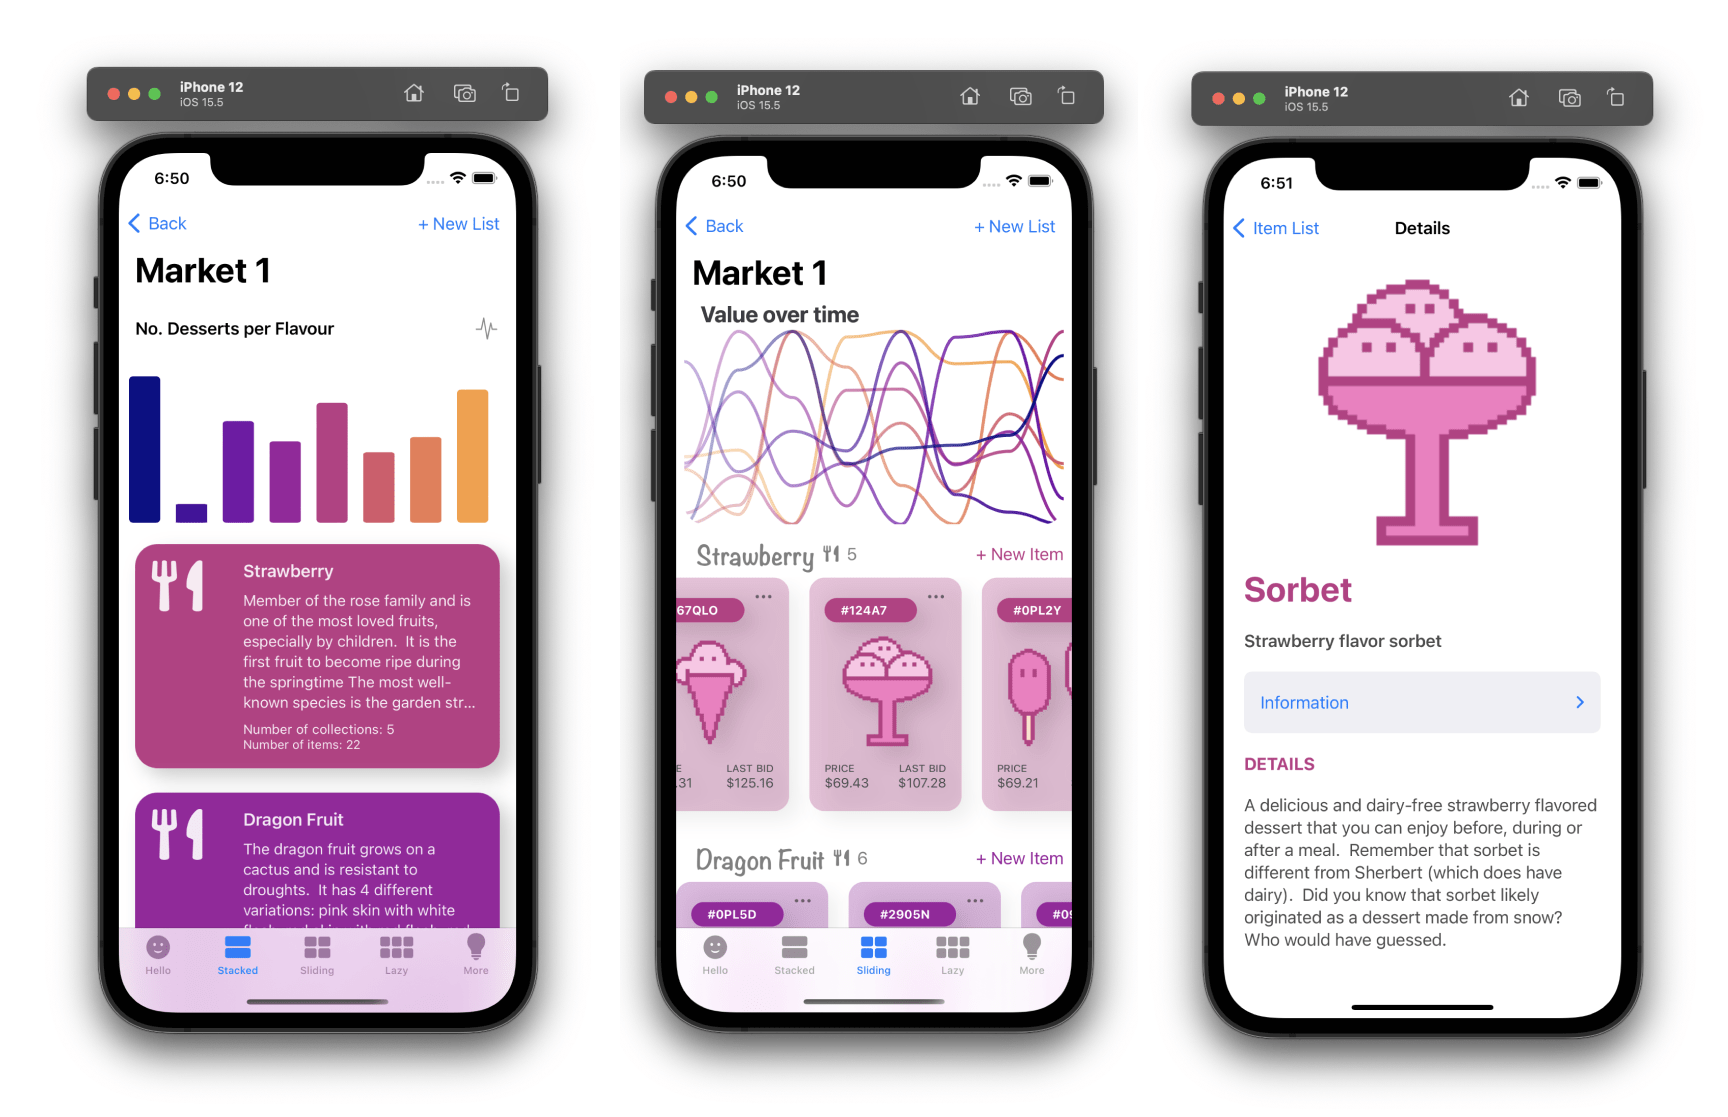 iPhone 12
iOS 15.5
6:50
Back
+ New List
Market 1
No. Desserts per Flavour
Strawberry
Member of the rose family and is
one of the most loved fruits,
especially by children.  It is the
first fruit to become ripe during
the springtime The most well-
known species is the garden str...
Number of collections: 5
Number of items: 22
Dragon Fruit
The dragon fruit grows on a
cactus and is resistant to
droughts.  It has 4 different
variations: pink skin with white
Hello
Stacked
Sliding
Lazy
More
iPhone 12
iOS 15.5
6:50
Back
+ New List
Market 1
Value over time
Strawberry 5
+ New Item
67QLO
#124A7
#0PL2Y
E
LAST BID
PRICE
LAST BID
PRICE
.31
$125.16
$69.43
$107.28
$69.21
Dragon Fruit 6
+ New Item
#0PL5D
#2905N
#09
Hello
Stacked
Sliding
Lazy
More
iPhone 12
iOS 15.5
6:51
Item List
Details
Sorbet
Strawberry flavor sorbet
Information
DETAILS
A delicious and dairy-free strawberry flavored
dessert that you can enjoy before, during or
after a meal.  Remember that sorbet is
different from Sherbert (which does have
dairy).  Did you know that sorbet likely
originated as a dessert made from snow?
Who would have guessed.